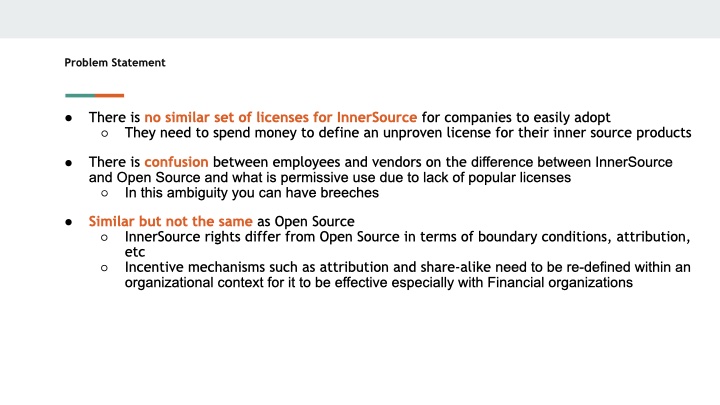 Problem Statement
● There is no similar set of licenses for InnerSource for companies to easily adopt
○ They need to spend money to define an unproven license for their inner source products
● There is confusion between employees and vendors on the difference between InnerSource
and Open Source and what is permissive use due to lack of popular licenses
○ In this ambiguity you can have breeches
● Similar but not the same as Open Source
○ InnerSource rights differ from Open Source in terms of boundary conditions, attribution,
etc
○ Incentive mechanisms such as attribution and share-alike need to be re-defined within an
organizational context for it to be effective especially with Financial organizations